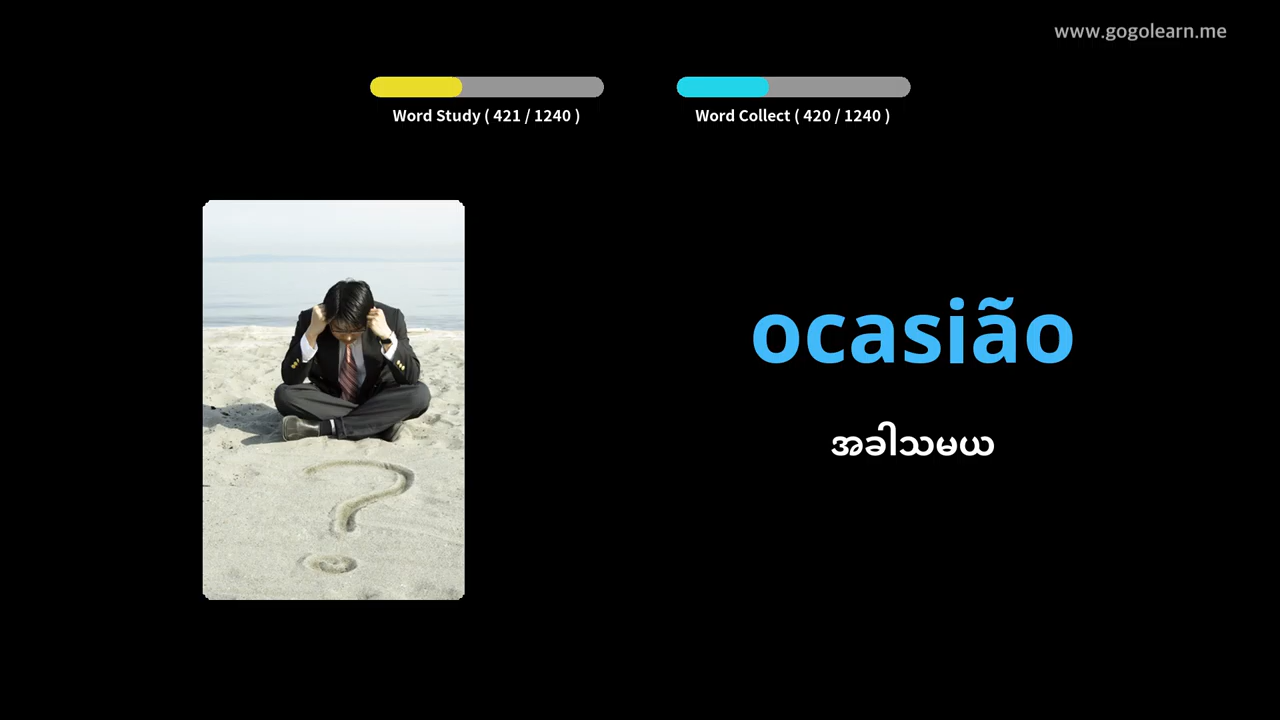 www.gogolearn.me
Word Study ( 421 / 1240 )
Word Collect ( 420 / 1240 )
ocasião
အခါသမယ
?